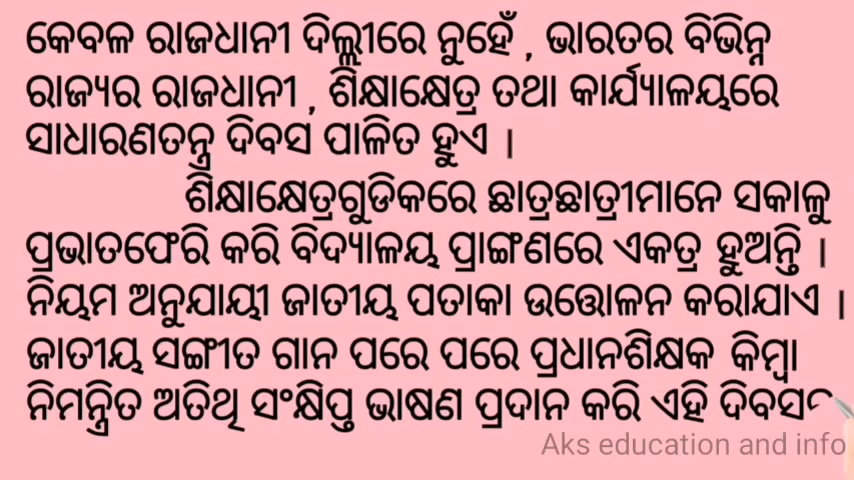 କେବଳ ରାଜଧାନୀ ଦିଲ୍ଲୀରେ ନୁହେଁ , ଭାରତର ବିଭିନ୍ନ
ରାଜ୍ୟର ରାଜଧାନୀ , ଶିକ୍ଷାକ୍ଷେତ୍ର ତଥା କାର୍ଯ୍ୟାଳୟରେ
ସାଧାରଣତନ୍ତ୍ର ଦିବସ ପାଳିତ ହୁଏ ।
ଶିକ୍ଷାକ୍ଷେତ୍ରଗୁଡିକରେ ଛାତ୍ରଛାତ୍ରୀମାନେ ସକାଳୁ
ପ୍ରଭାତଫେରି କରି ବିଦ୍ୟାଳୟ ପ୍ରାଙ୍ଗଣରେ ଏକତ୍ର ହୁଅନ୍ତି ।
ନିୟମ ଅନୁଯାୟୀ ଜାତୀୟ ପତାକା ଉତ୍ତୋଳନ କରାଯାଏ ।
ଜାତୀୟ ସଙ୍ଗୀତ ଗାନ ପରେ ପରେ ପ୍ରଧାନଶିକ୍ଷକ କିମ୍ବା
ନିମନ୍ତ୍ରିତ ଅତିଥି ସଂକ୍ଷିପ୍ତ ଭାଷଣ ପ୍ରଦାନ କରି ଏହି
Aks education and info